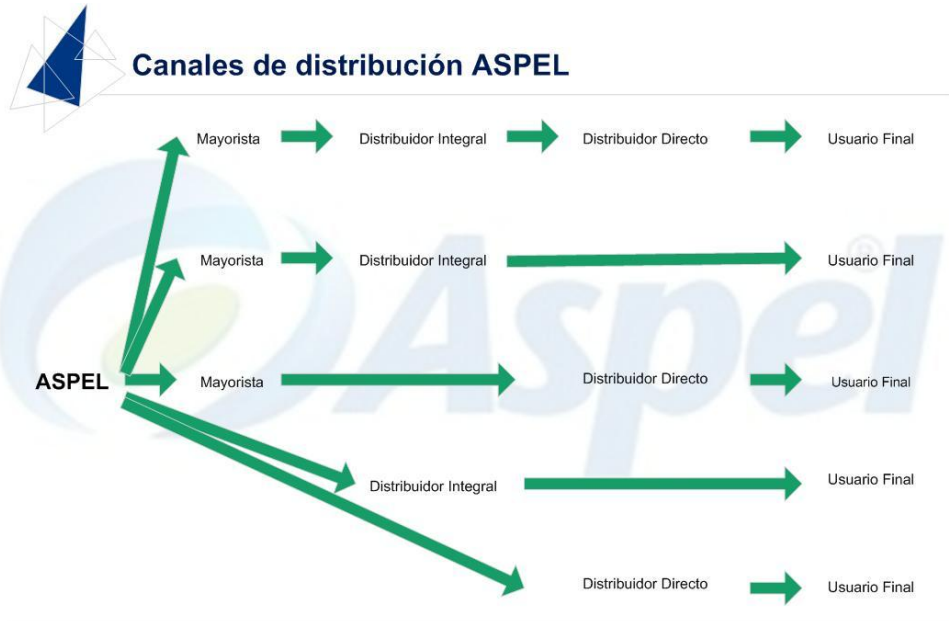 Canales de distribución ASPEL
Mayorista Distribuidor Integral Distribuidor Directo Usuario Final
Mayorista Distribuidor Integral Usuario Final
ASPEL Mayorista Distribuidor Directo Usuario Final
Distribuidor Integral Usuario Final
Distribuidor Directo Usuario Final
Aspel®